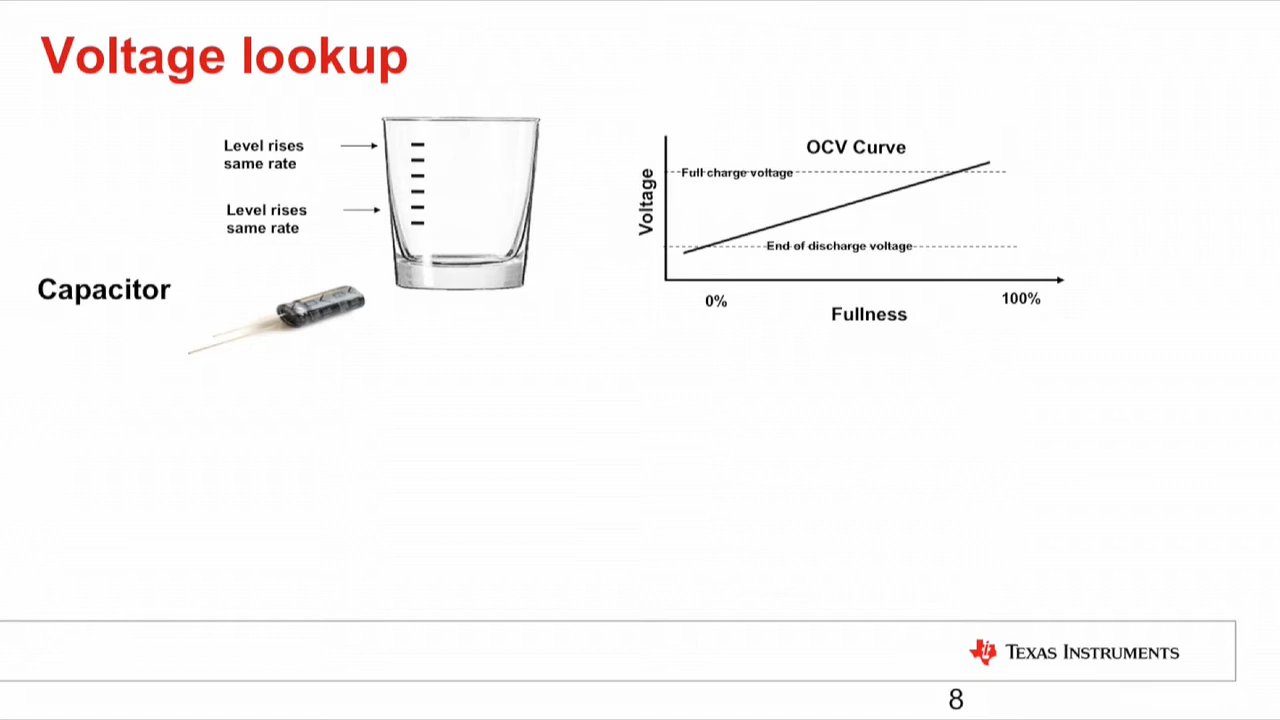 Voltage lookup
Level rises
same rate
Level rises
same rate
Capacitor
OCV Curve
Full charge voltage
Voltage
End of discharge voltage
0%
100%
Fullness
TEXAS INSTRUMENTS
8